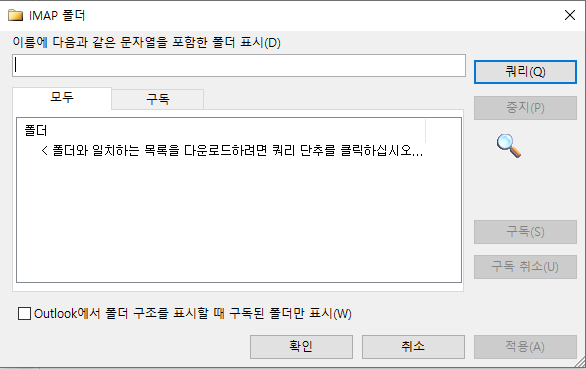 IMAP 폴더
이름에 다음과 같은 문자열을 포함한 폴더 표시(D)
쿼리(Q)
모두
구독
중지(P)
폴더
< 폴더와 일치하는 목록을 다운로드하려면 쿼리 단추를 클릭하십시오...
구독(S)
구독 취소(U)
Outlook에서 폴더 구조를 표시할 때 구독된 폴더만 표시(W)
확인
취소
적용(A)